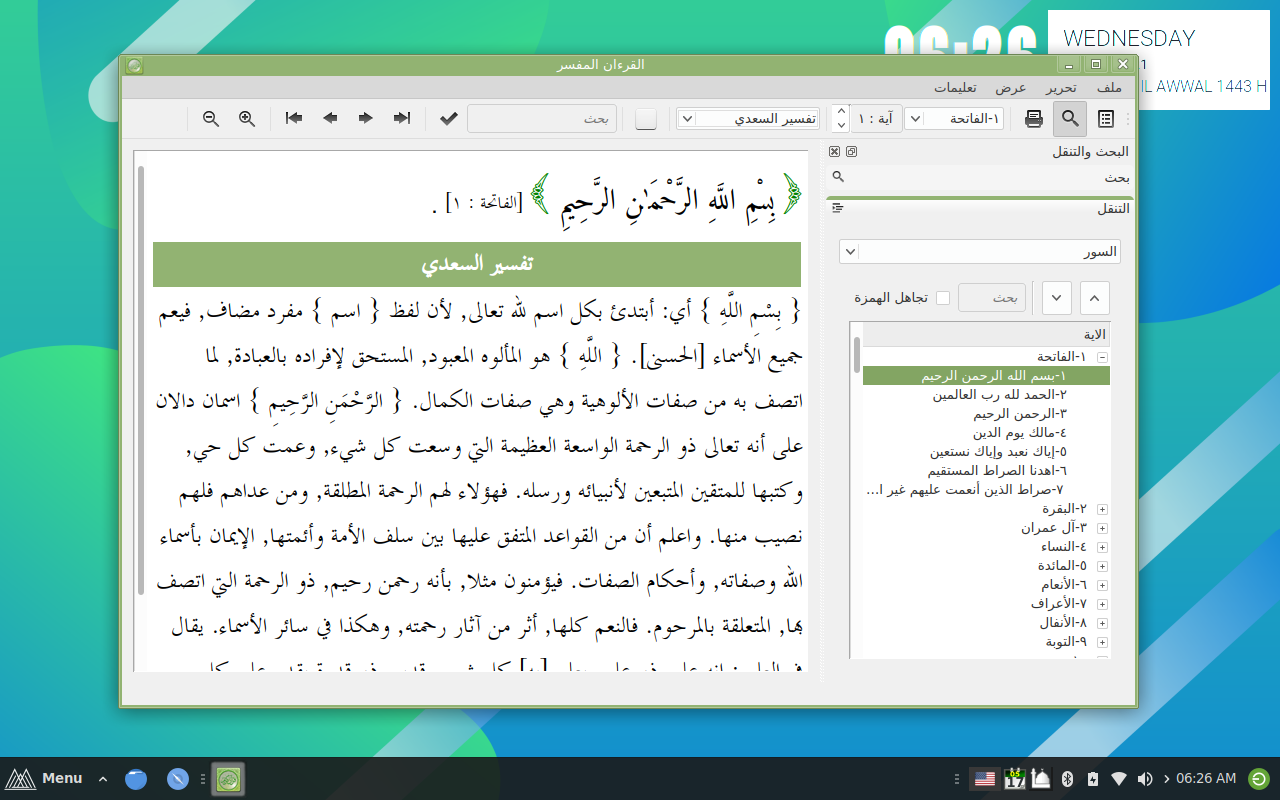 06:26
WEDNESDAY
1
IL AWWAL 1443 H
القرءان المفسر
ملف
تحرير
عرض
تعليمات
١-الفاتحة
آية : ١
تفسير السعدي
بحث
البحث والتنقل
بحث
التنقل
السور
بحث
تجاهل الهمزة
الاية
١-الفاتحة
١-بسم الله الرحمن الرحيم
٢-الحمد لله رب العالمين
٣-الرحمن الرحيم
٤-مالك يوم الدين
٥-إياك نعبد وإياك نستعين
٦-اهدنا الصراط المستقيم
٧-صراط الذين أنعمت عليهم غير ا...
٢-البقرة
٣-آل عمران
٤-النساء
٥-المائدة
٦-الأنعام
٧-الأعراف
٨-الأنفال
٩-التوبة
﴿ بِسْمِ اللَّهِ الرَّحْمَٰنِ الرَّحِيمِ ﴾ [الفاتحة : ١] .
تفسير السعدي
{ بِسْمِ اللَّهِ } أي: أبتدئ بكل اسم لله تعالى, لأن لفظ { اسم } مفرد مضاف, فيعم
جميع الأسماء [الحسنى]. { اللَّهِ } هو المألوه المعبود, المستحق لإفراده بالعبادة, لما
اتصف به من صفات الألوهية وهي صفات الكمال. { الرَّحْمَنِ الرَّحِيمِ } اسمان دالان
على أنه تعالى ذو الرحمة الواسعة العظيمة التي وسعت كل شيء, وعمت كل حي,
وكتبها للمتقين المتبعين لأنبيائه ورسله. فهؤلاء لهم الرحمة المطلقة, ومن عداهم فلهم
نصيب منها. واعلم أن من القواعد المتفق عليها بين سلف الأمة وأئمتها, الإيمان بأسماء
الله وصفاته, وأحكام الصفات. فيؤمنون مثلا, بأنه رحمن رحيم, ذو الرحمة التي اتصف
بها, المتعلقة بالمرحوم. فالنعم كلها, أثر من آثار رحمته, وهكذا في سائر الأسماء. يقال
Menu
05
17
06:26 AM